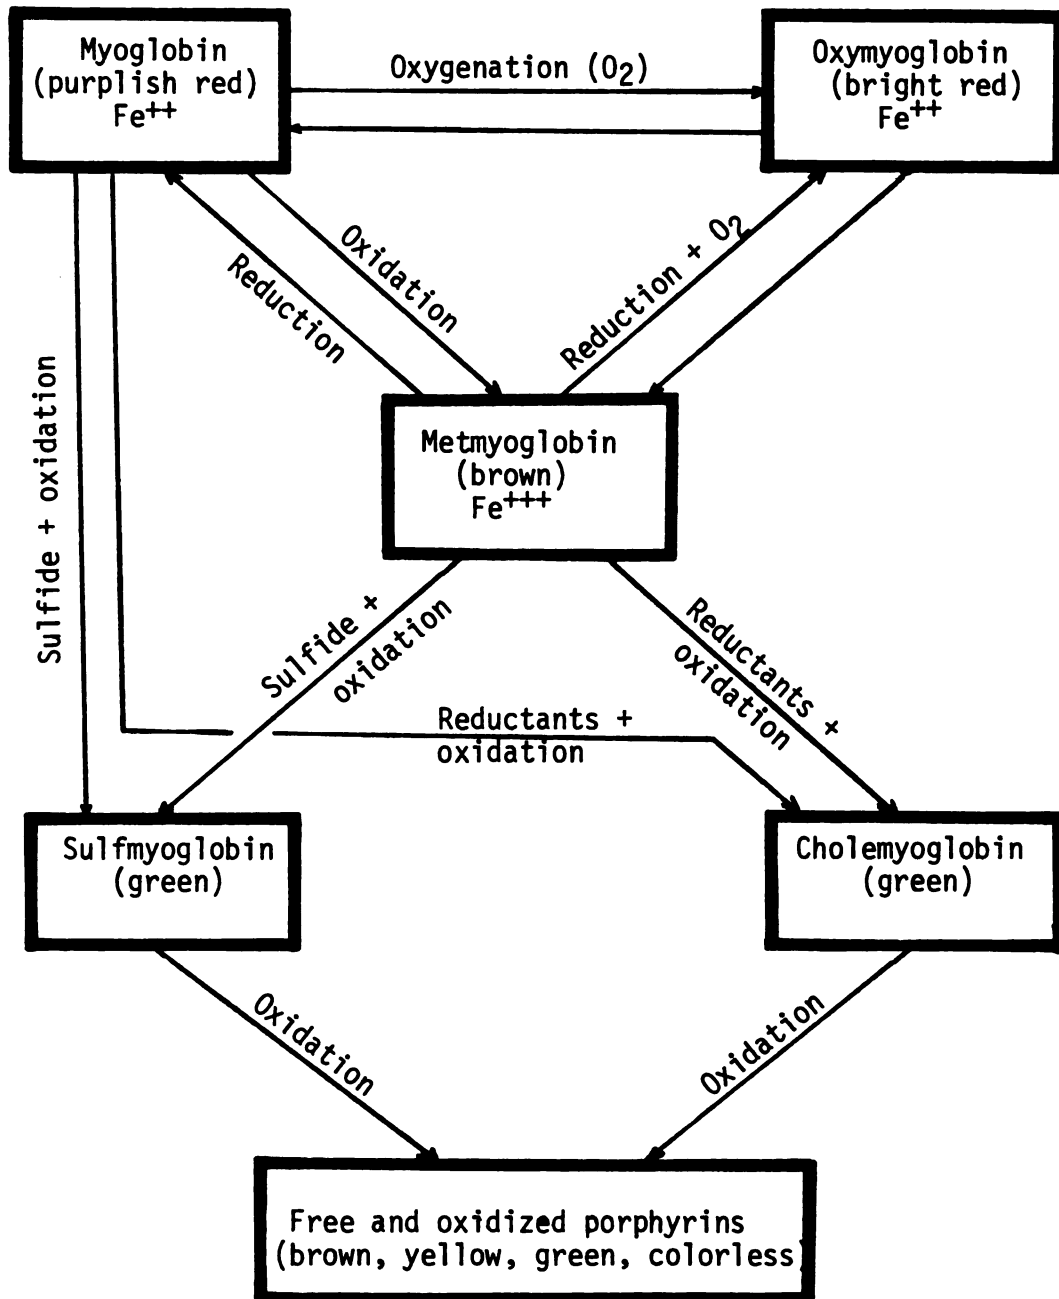 Myoglobin
(purplish red)
Fe++
Oxygenation (O2)
Oxymyoglobin
(bright red)
Fe++
Oxidation
Reduction
Reduction + O2
Sulfide + oxidation
Metmyoglobin
(brown)
Fe+++
Sulfide +
oxidation
Reductants +
oxidation
Reductants +
oxidation
Sulfmyoglobin
(green)
Cholemyoglobin
(green)
Oxidation
Oxidation
Free and oxidized porphyrins
(brown, yellow, green, colorless)